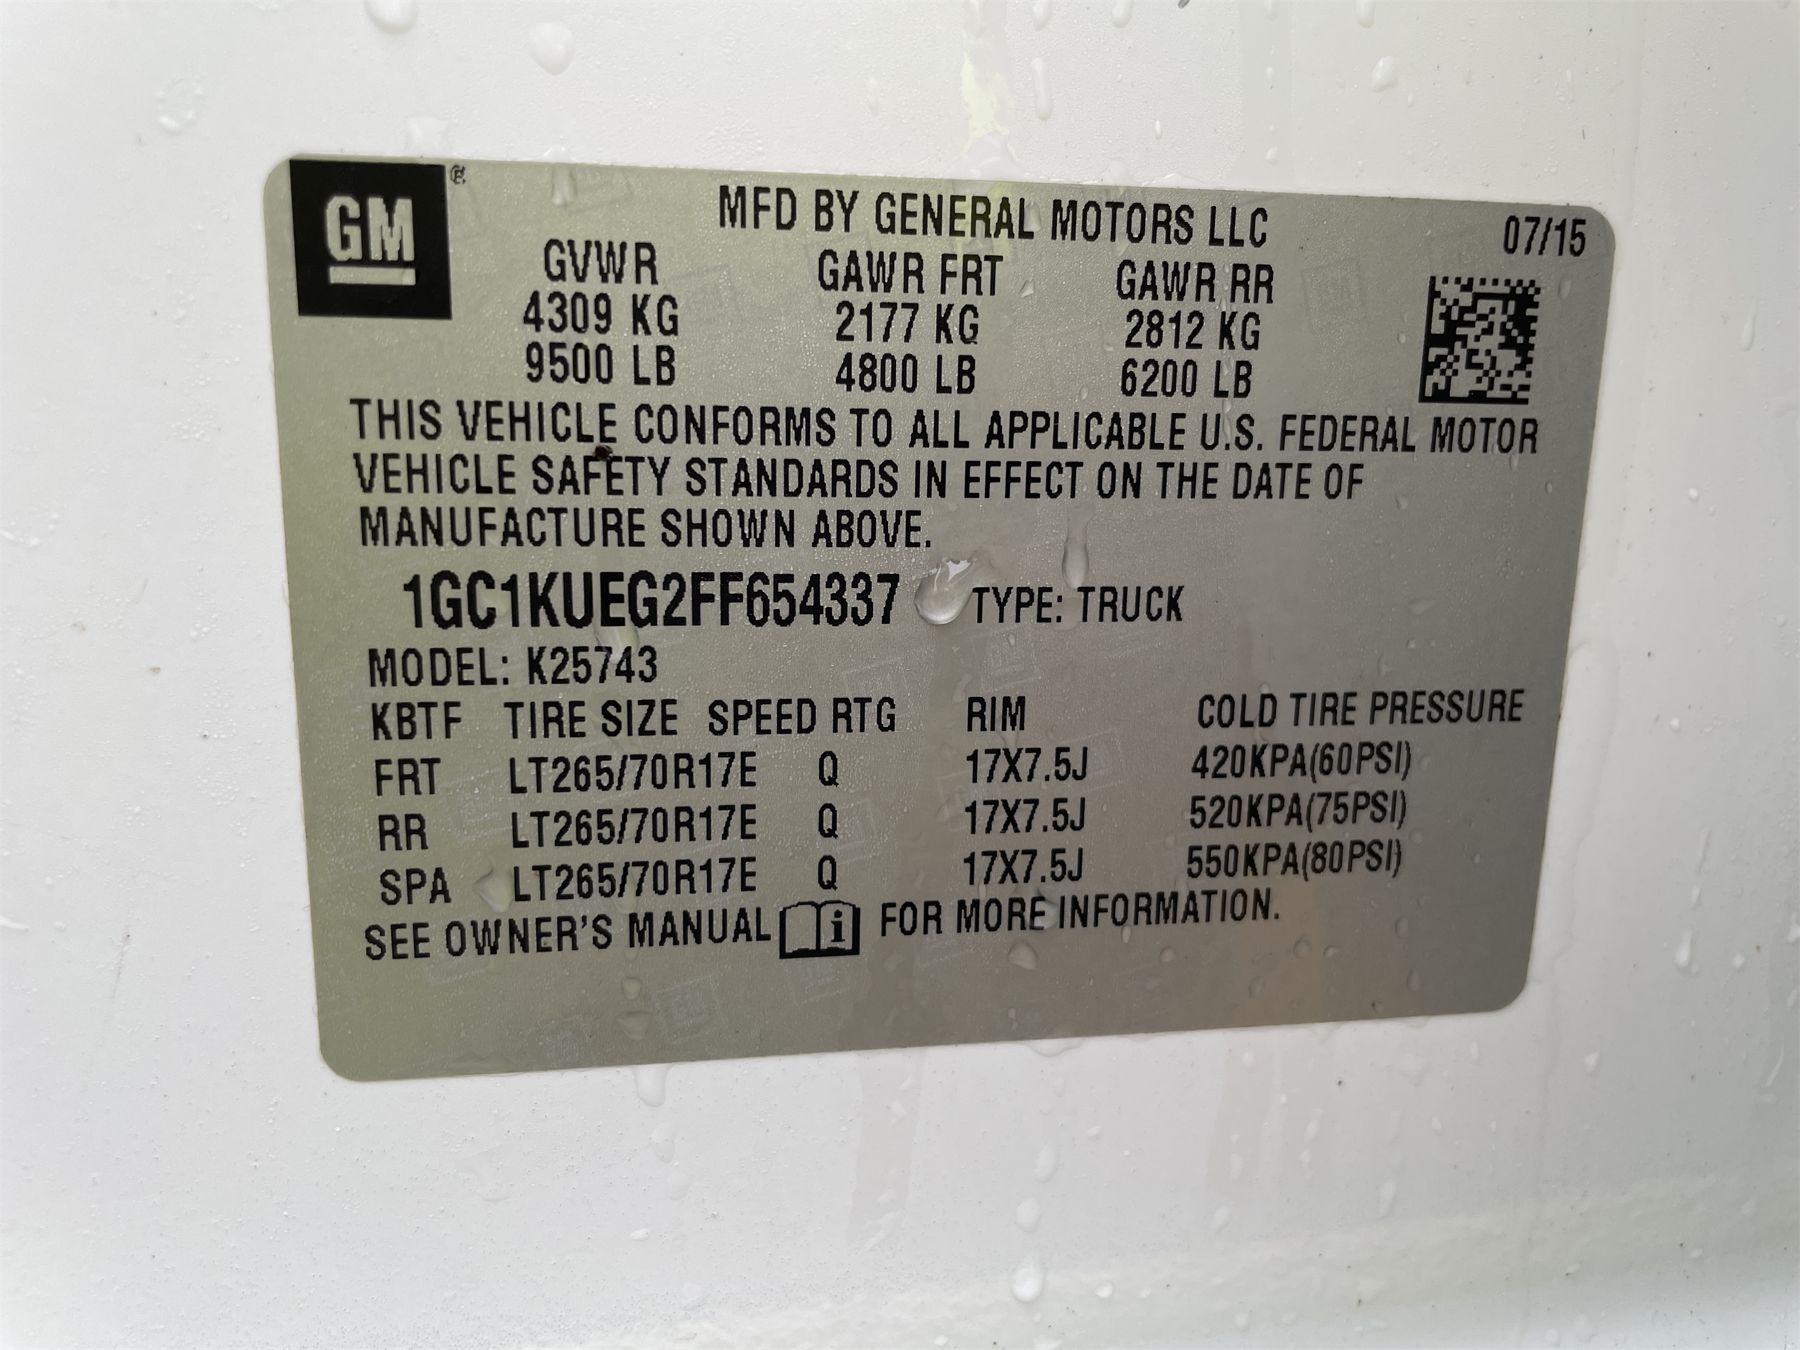 GM®
MFD BY GENERAL MOTORS LLC 07/15
GVWR GAWR FRT GAWR RR
4309 KG 2177 KG 2812 KG
9500 LB 4800 LB 6200 LB
THIS VEHICLE CONFORMS TO ALL APPLICABLE U.S. FEDERAL MOTOR
VEHICLE SAFETY STANDARDS IN EFFECT ON THE DATE OF
MANUFACTURE SHOWN ABOVE.
1GC1KUEG2FF654337 TYPE: TRUCK
MODEL: K25743
KBTF TIRE SIZE SPEED RTG RIM COLD TIRE PRESSURE
FRT LT265/70R17E Q 17X7.5J 420KPA(60PSI)
RR LT265/70R17E Q 17X7.5J 520KPA(75PSI)
SPA LT265/70R17E Q 17X7.5J 550KPA(80PSI)
SEE OWNER'S MANUAL i FOR MORE INFORMATION.